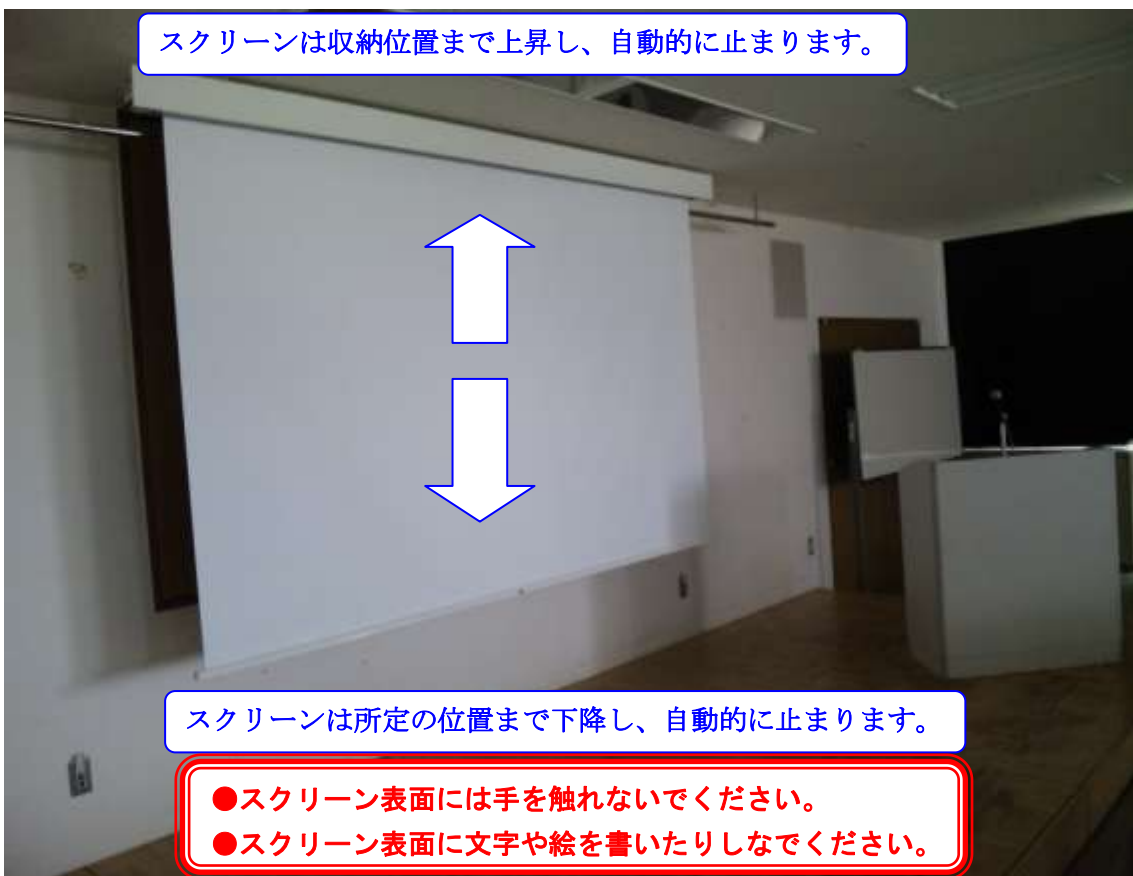 スクリーンは収納位置まで上昇し、自動的に止まります。
スクリーンは所定の位置まで下降し、自動的に止まります。
●スクリーン表面には手を触れないでください。
●スクリーン表面に文字や絵を書いたりしなでください。